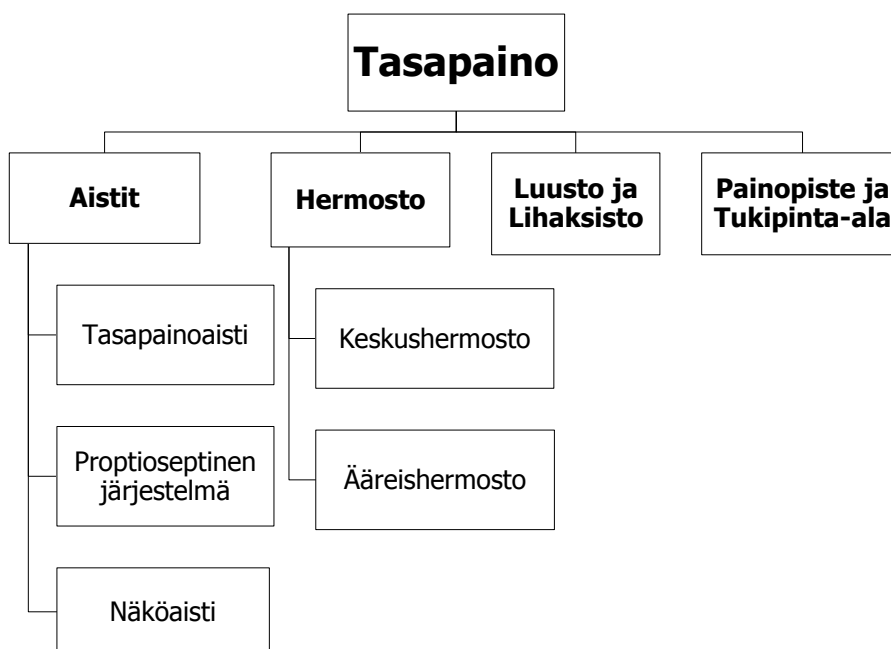 Tasapaino
Aistit
Hermosto
Luusto ja
Lihaksisto
Painopiste ja
Tukipinta-ala
Tasapainoaisti
Keskushermosto
Proptioseptinen
järjestelmä
Ääreishermosto
Näköaisti